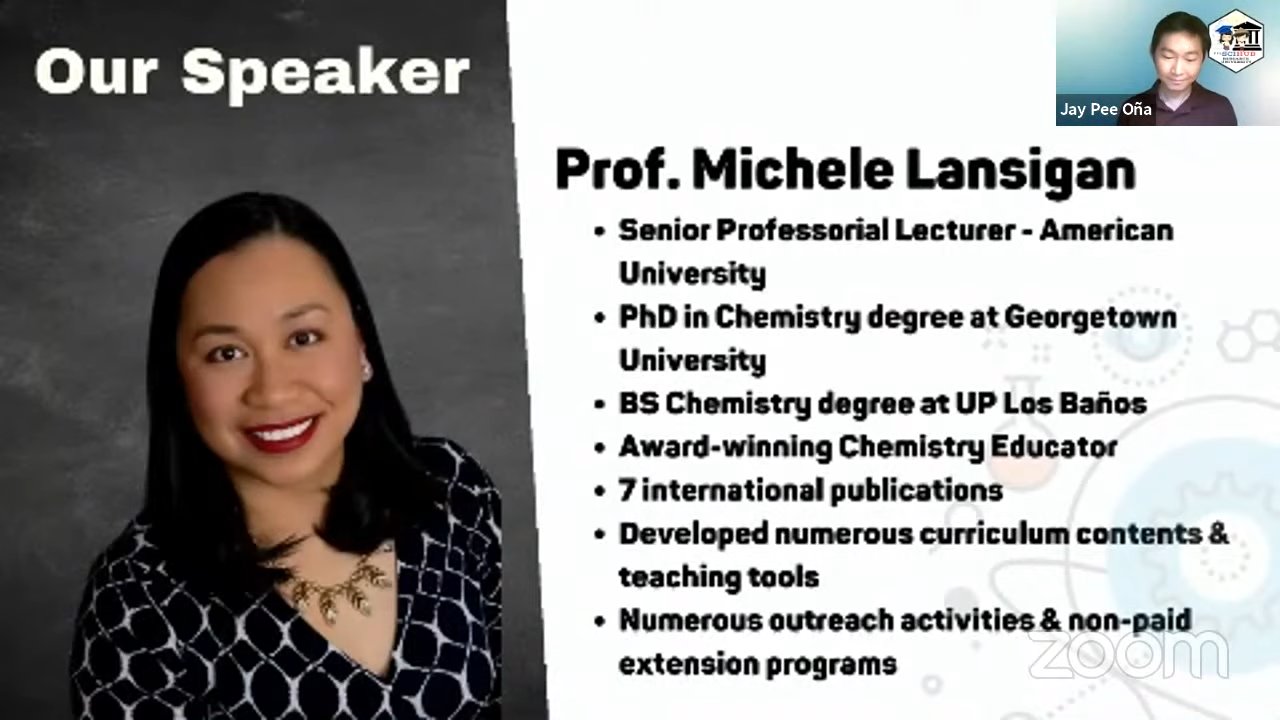 Our Speaker
SCIHUB
Jay Pee Oña
Prof. Michele Lansigan
• Senior Professorial Lecturer - American
University
• PhD in Chemistry degree at Georgetown
University
• BS Chemistry degree at UP Los Baños
• Award-winning Chemistry Educator
• 7 international publications
• Developed numerous curriculum contents &
teaching tools
• Numerous outreach activities & non-paid
extension programs
zoom